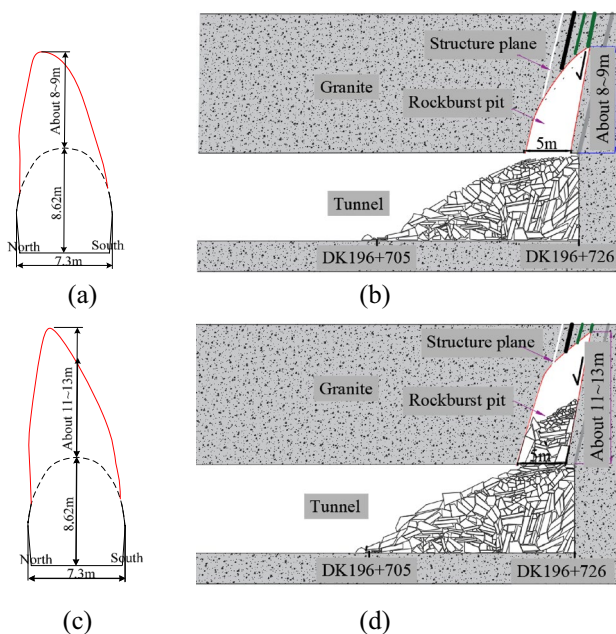 (a)
About 8~9m
8.62m
North
South
7.3m
(b)
Structure plane
Granite
Rockburst pit
5m
About 8~9m
Tunnel
DK196+705
DK196+726
(c)
About 11~13m
8.62m
North
South
7.3m
Structure plane
Granite
Rockburst pit
5m
About 11~13m
Tunnel
DK196+705
DK196+726
(d)